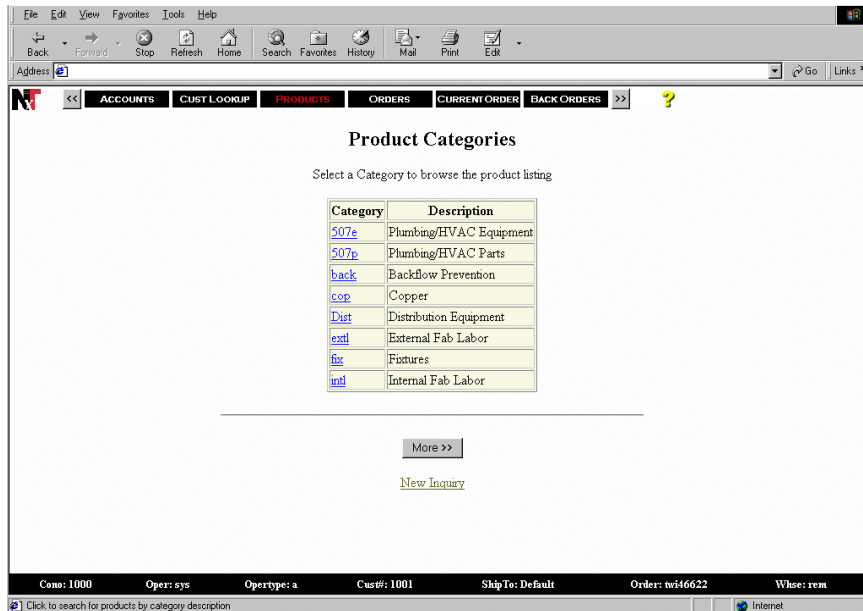 File Edit View Favorites Tools Help
Back Forward Stop Refresh Home Search Favorites History Mail Print Edit
Address Go Links
NxT << ACCOUNTS CUST LOOKUP PRODUCTS ORDERS CURRENT ORDER BACK ORDERS >> ?
Product Categories
Select a Category to browse the product listing
Category Description
507e Plumbing/HVAC Equipment
507p Plumbing/HVAC Parts
back Backflow Prevention
cop Copper
Dist Distribution Equipment
extl External Fab Labor
fix Fixtures
intl Internal Fab Labor
More >>
New Inquiry
Cono: 1000 Oper: sys Opertype: a Cust#: 1001 ShipTo: Default Order: twi46622 Whse: rem
Click to search for products by category description Internet